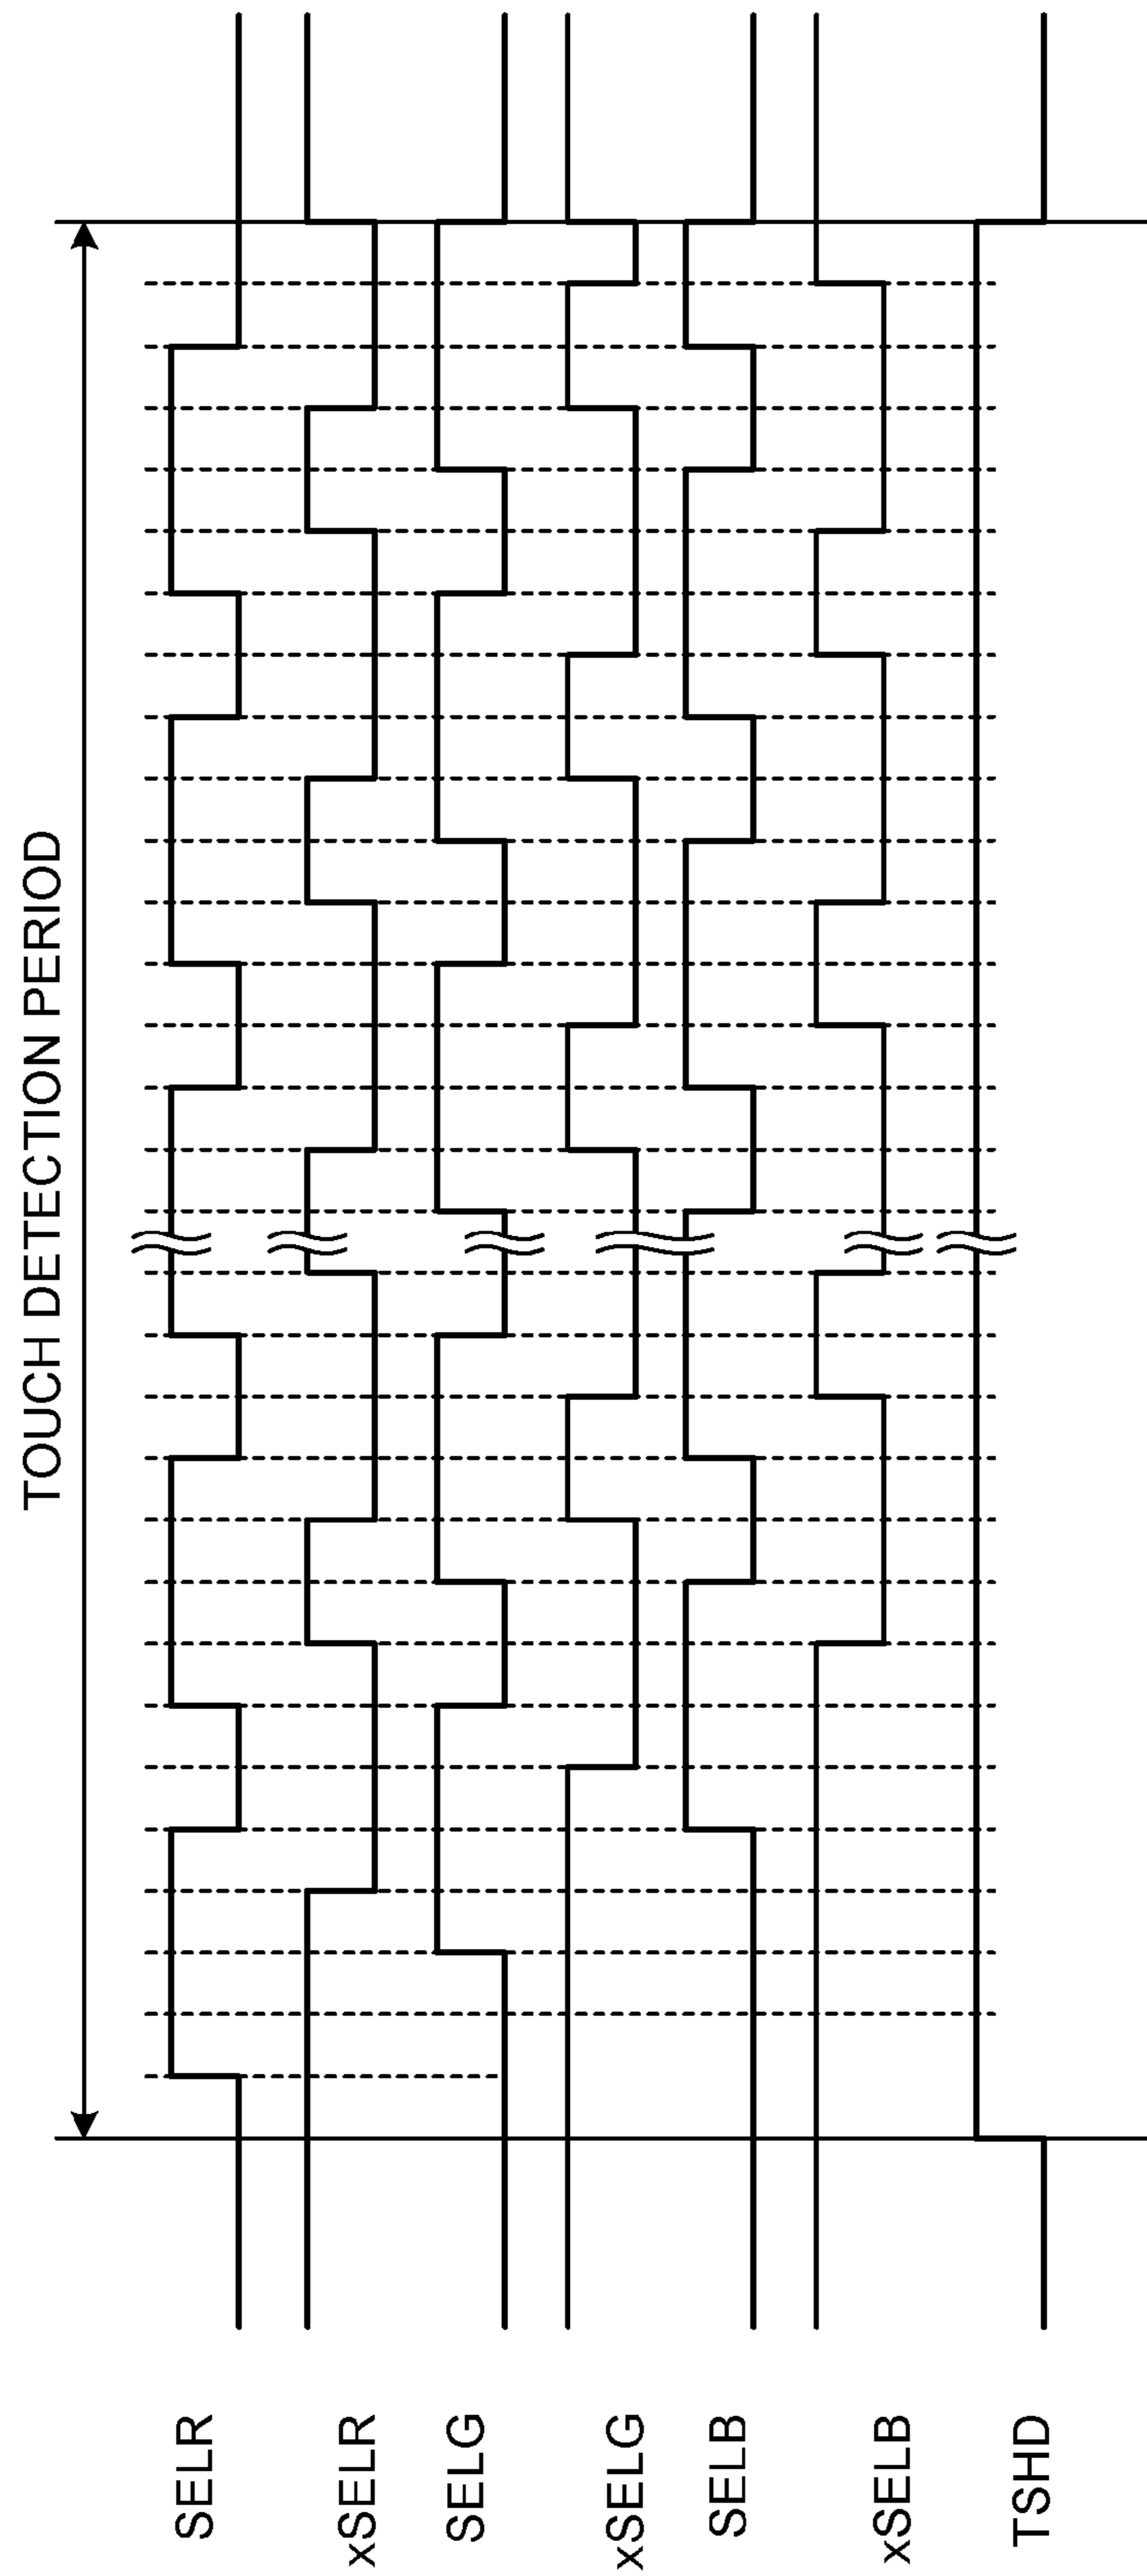 TOUCH DETECTION PERIOD
SELR
xSELR
SELG
xSELG
SELB
xSELB
TSHD